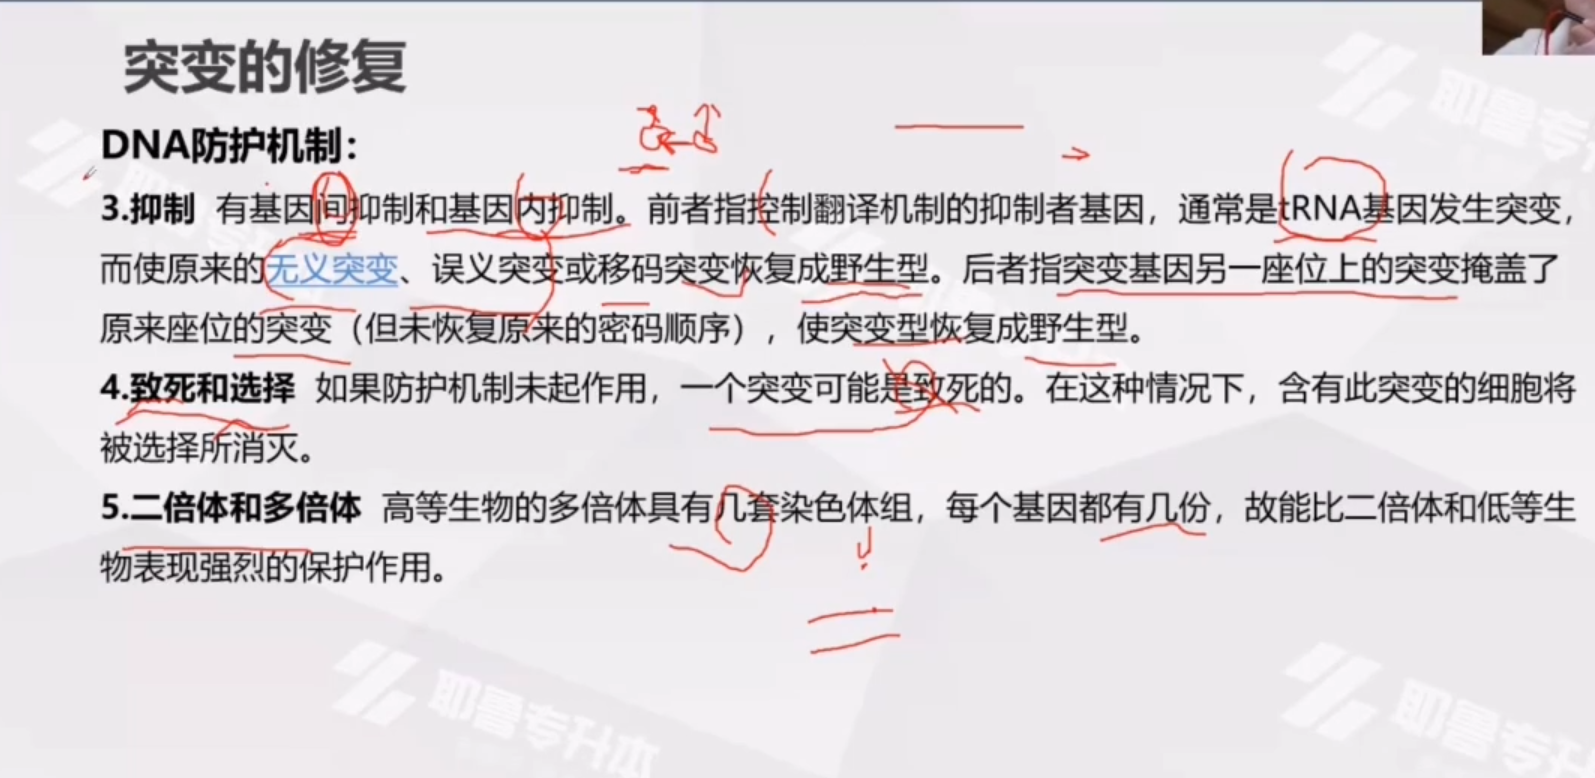 突变的修复
DNA防护机制：
3.抑制 有基因间抑制和基因内抑制。前者指控制翻译机制的抑制者基因，通常是tRNA基因发生突变，
而使原来的无义突变、误义突变或移码突变恢复成野生型。后者指突变基因另一座位上的突变掩盖了
原来座位的突变（但未恢复原来的密码顺序），使突变型恢复成野生型。
4.致死和选择 如果防护机制未起作用，一个突变可能是致死的。在这种情况下，含有此突变的细胞将
被选择所消灭。
5.二倍体和多倍体 高等生物的多倍体具有几套染色体组，每个基因都有几份，故能比二倍体和低等生
物表现强烈的保护作用。
耶鲁专升本
耶鲁专
耶鲁专升